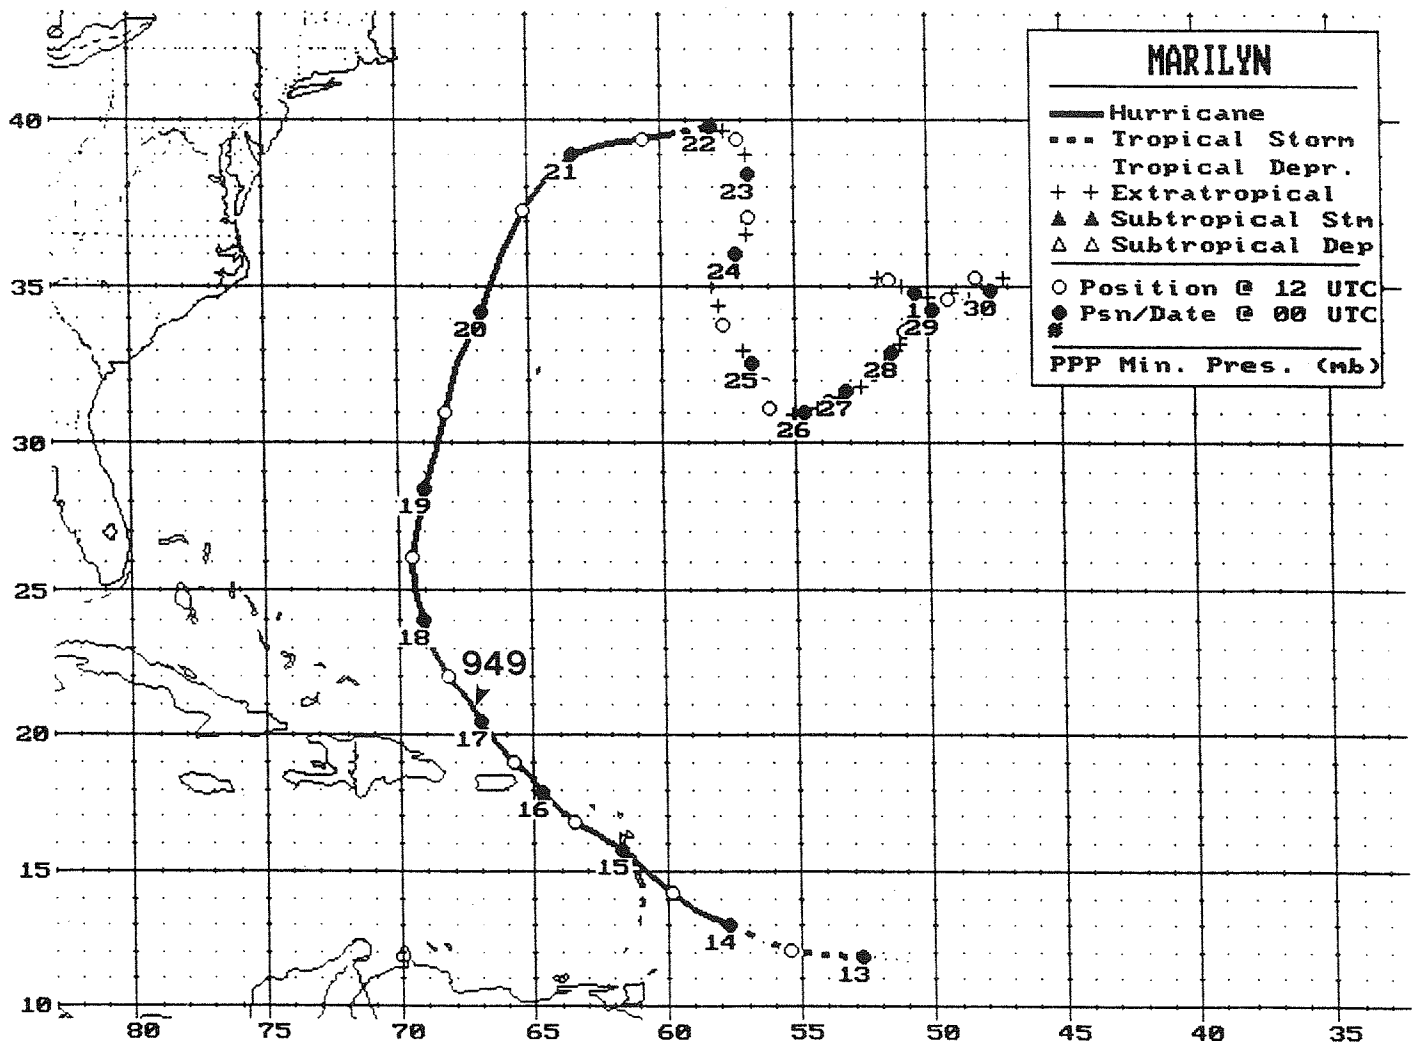 MARILYN
Hurricane
Tropical Storm
Tropical Depr.
+ + Extratropical
▲ ▲ Subtropical Stm
△ △ Subtropical Dep
○ Position @ 12 UTC
● Psn/Date @ 00 UTC
#
PPP Min. Pres. (mb)
40
22
21
23
24
35
1
30
29
20
28
25
27
26
30
19
25
18
949
20
17
16
15
15
14
13
10
80 75 70 65 60 55 50 45 40 35